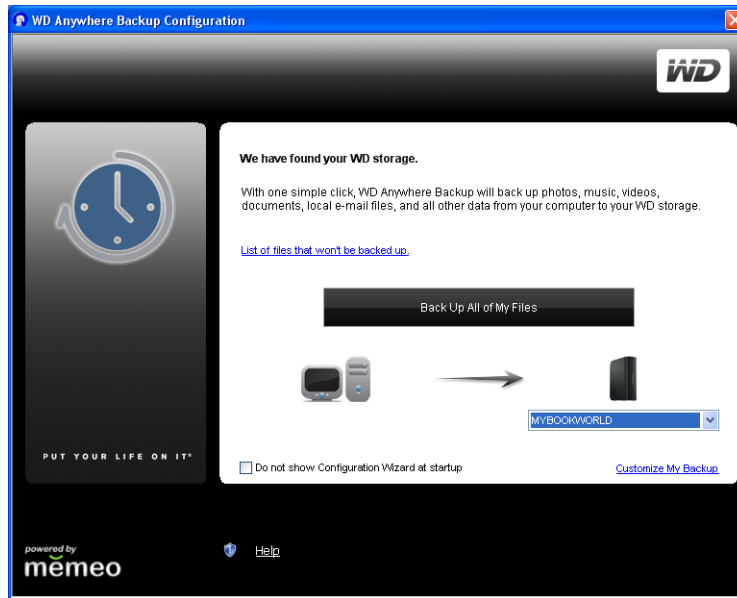 WD Anywhere Backup Configuration
WD
We have found your WD storage.
With one simple click, WD Anywhere Backup will back up photos, music, videos,
documents, local e-mail files, and all other data from your computer to your WD storage.
List of files that won't be backed up.
Back Up All of My Files
MYBOOKWORLD
PUT YOUR LIFE ON IT®
Do not show Configuration Wizard at startup
Customize My Backup
powered by
memeo
Help